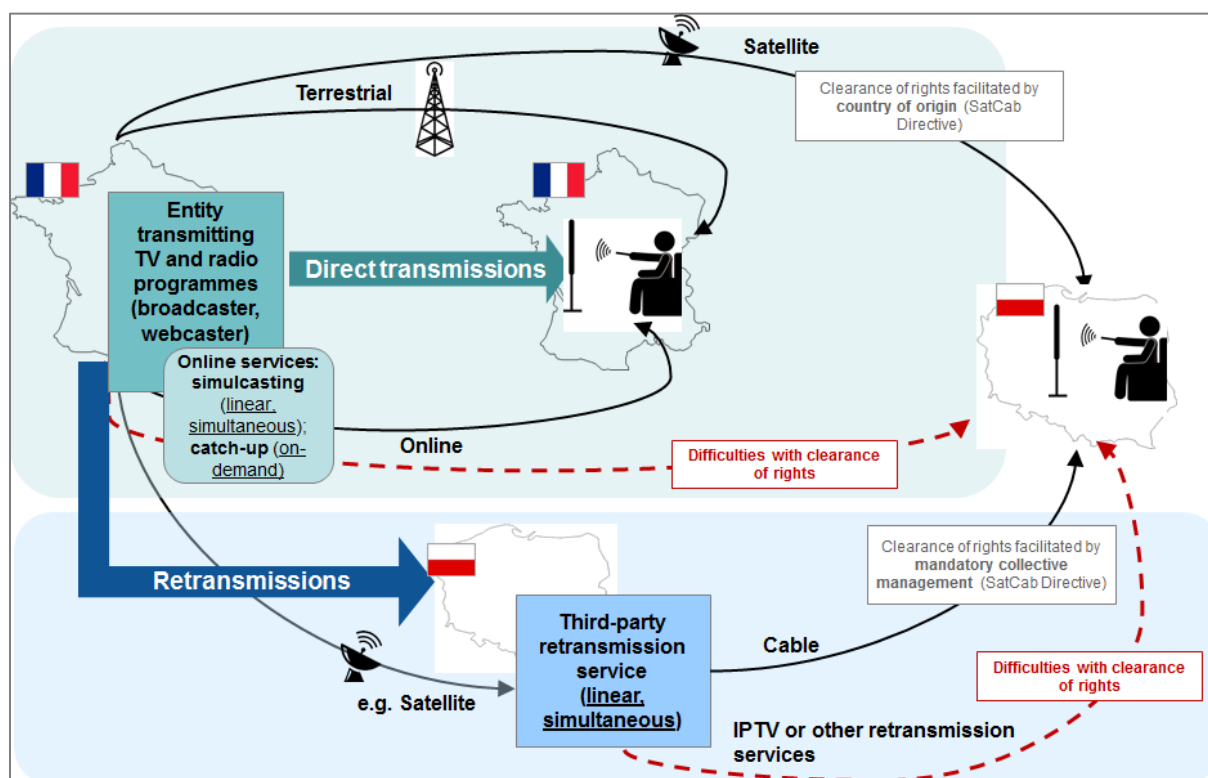 Satellite
Clearance of rights facilitated by
country of origin (SatCab
Directive)
Terrestrial
Entity
transmitting
TV and radio
programmes
(broadcaster,
webcaster)
Direct transmissions
Online services:
simulcasting
(linear,
simultaneous);
catch-up (on-
demand)
Online
Difficulties with clearance
of rights
Retransmissions
e.g. Satellite
Third-party
retransmission
service
(linear,
simultaneous)
Cable
Clearance of rights facilitated by
mandatory collective
management (SatCab Directive)
Difficulties with clearance
of rights
IPTV or other retransmission
services